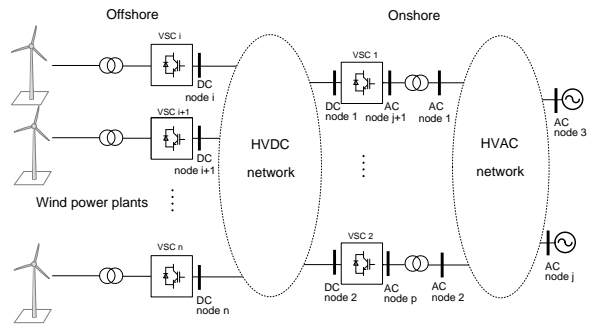 Offshore
Onshore
VSC i
DC
node i
VSC i+1
DC
node i+1
Wind power plants
VSC n
DC
node n
HVDC
network
VSC 1
DC
node 1
AC
node j+1
AC
node 1
VSC 2
DC
node 2
AC
node p
AC
node 2
HVAC
network
AC
node 3
AC
node j